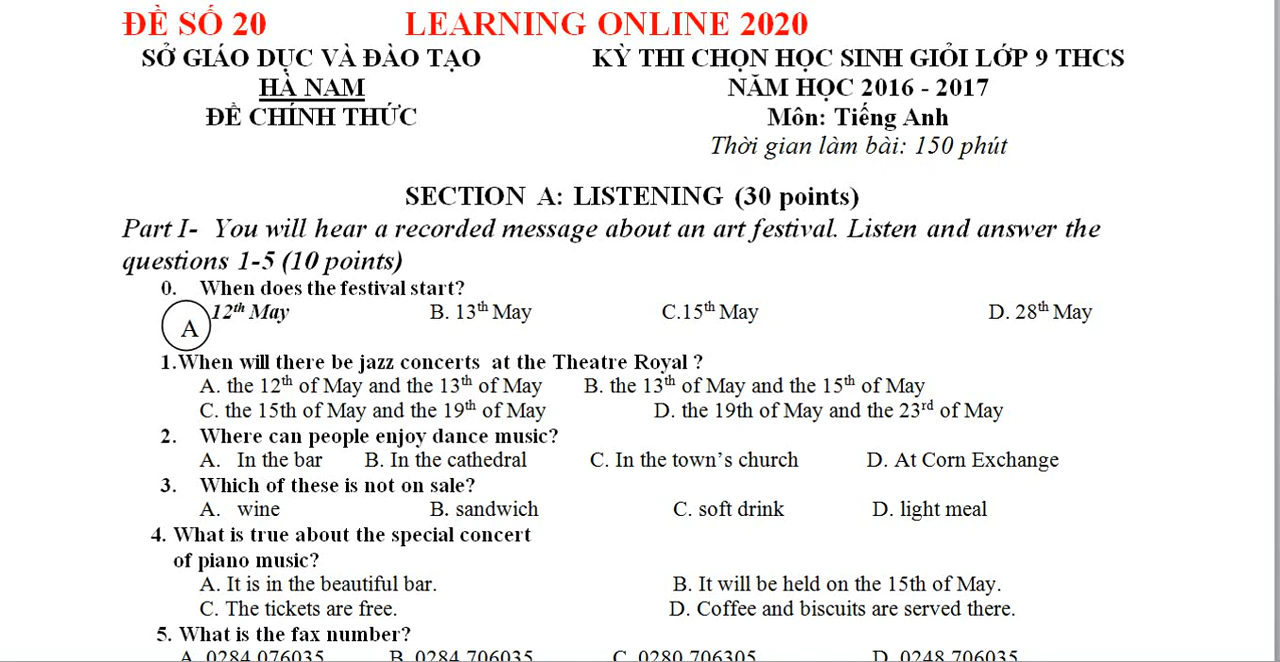 ĐỀ SỐ 20 LEARNING ONLINE 2020
SỞ GIÁO DỤC VÀ ĐÀO TẠO KỲ THI CHỌN HỌC SINH GIỎI LỚP 9 THCS
HÀ NAM NĂM HỌC 2016 - 2017
ĐỀ CHÍNH THỨC Môn: Tiếng Anh
Thời gian làm bài: 150 phút
SECTION A: LISTENING (30 points)
Part I- You will hear a recorded message about an art festival. Listen and answer the
questions 1-5 (10 points)
0. When does the festival start?
A 12th May B. 13th May C.15th May D. 28th May
1.When will there be jazz concerts at the Theatre Royal ?
A. the 12th of May and the 13th of May B. the 13th of May and the 15th of May
C. the 15th of May and the 19th of May D. the 19th of May and the 23rd of May
2. Where can people enjoy dance music?
A. In the bar B. In the cathedral C. In the town’s church D. At Corn Exchange
3. Which of these is not on sale?
A. wine B. sandwich C. soft drink D. light meal
4. What is true about the special concert
of piano music?
A. It is in the beautiful bar. B. It will be held on the 15th of May.
C. The tickets are free. D. Coffee and biscuits are served there.
5. What is the fax number?
A. 0284 076035 B. 0284 706035 C. 0280 706305 D. 0248 706035